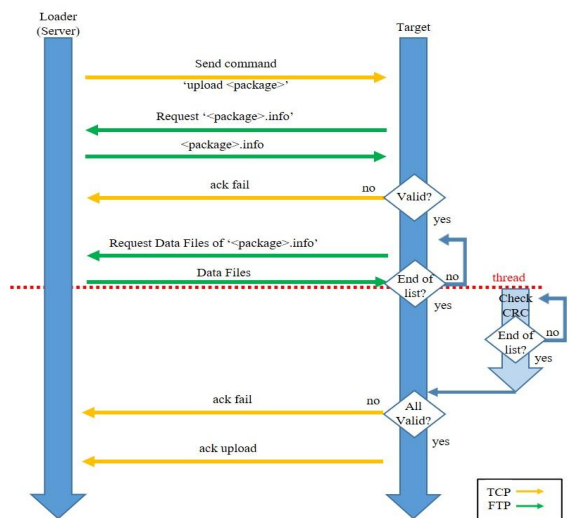 Loader
(Server)
Target
Send command
‘upload <package>’
Request ‘<package>.info’
<package>.info
ack fail
no
Valid?
yes
Request Data Files of ‘<package>.info’
Data Files
End of
list?
no
yes
thread
Check
CRC
End of
list?
no
yes
ack fail
no
All
Valid?
yes
ack upload
TCP
FTP